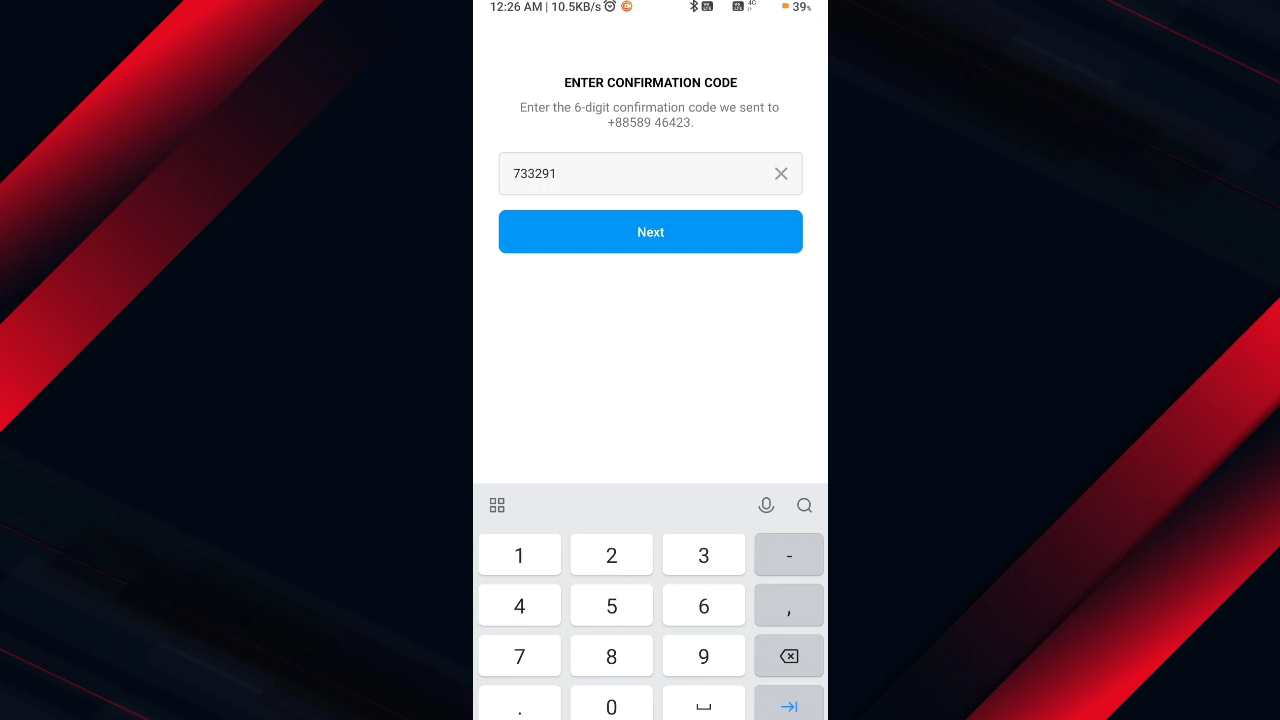 12:26 AM | 10.5KB/s 4G 39%
ENTER CONFIRMATION CODE
Enter the 6-digit confirmation code we sent to
+88589 46423.
733291
Next
1 2 3 -
4 5 6 ,
7 8 9
. 0